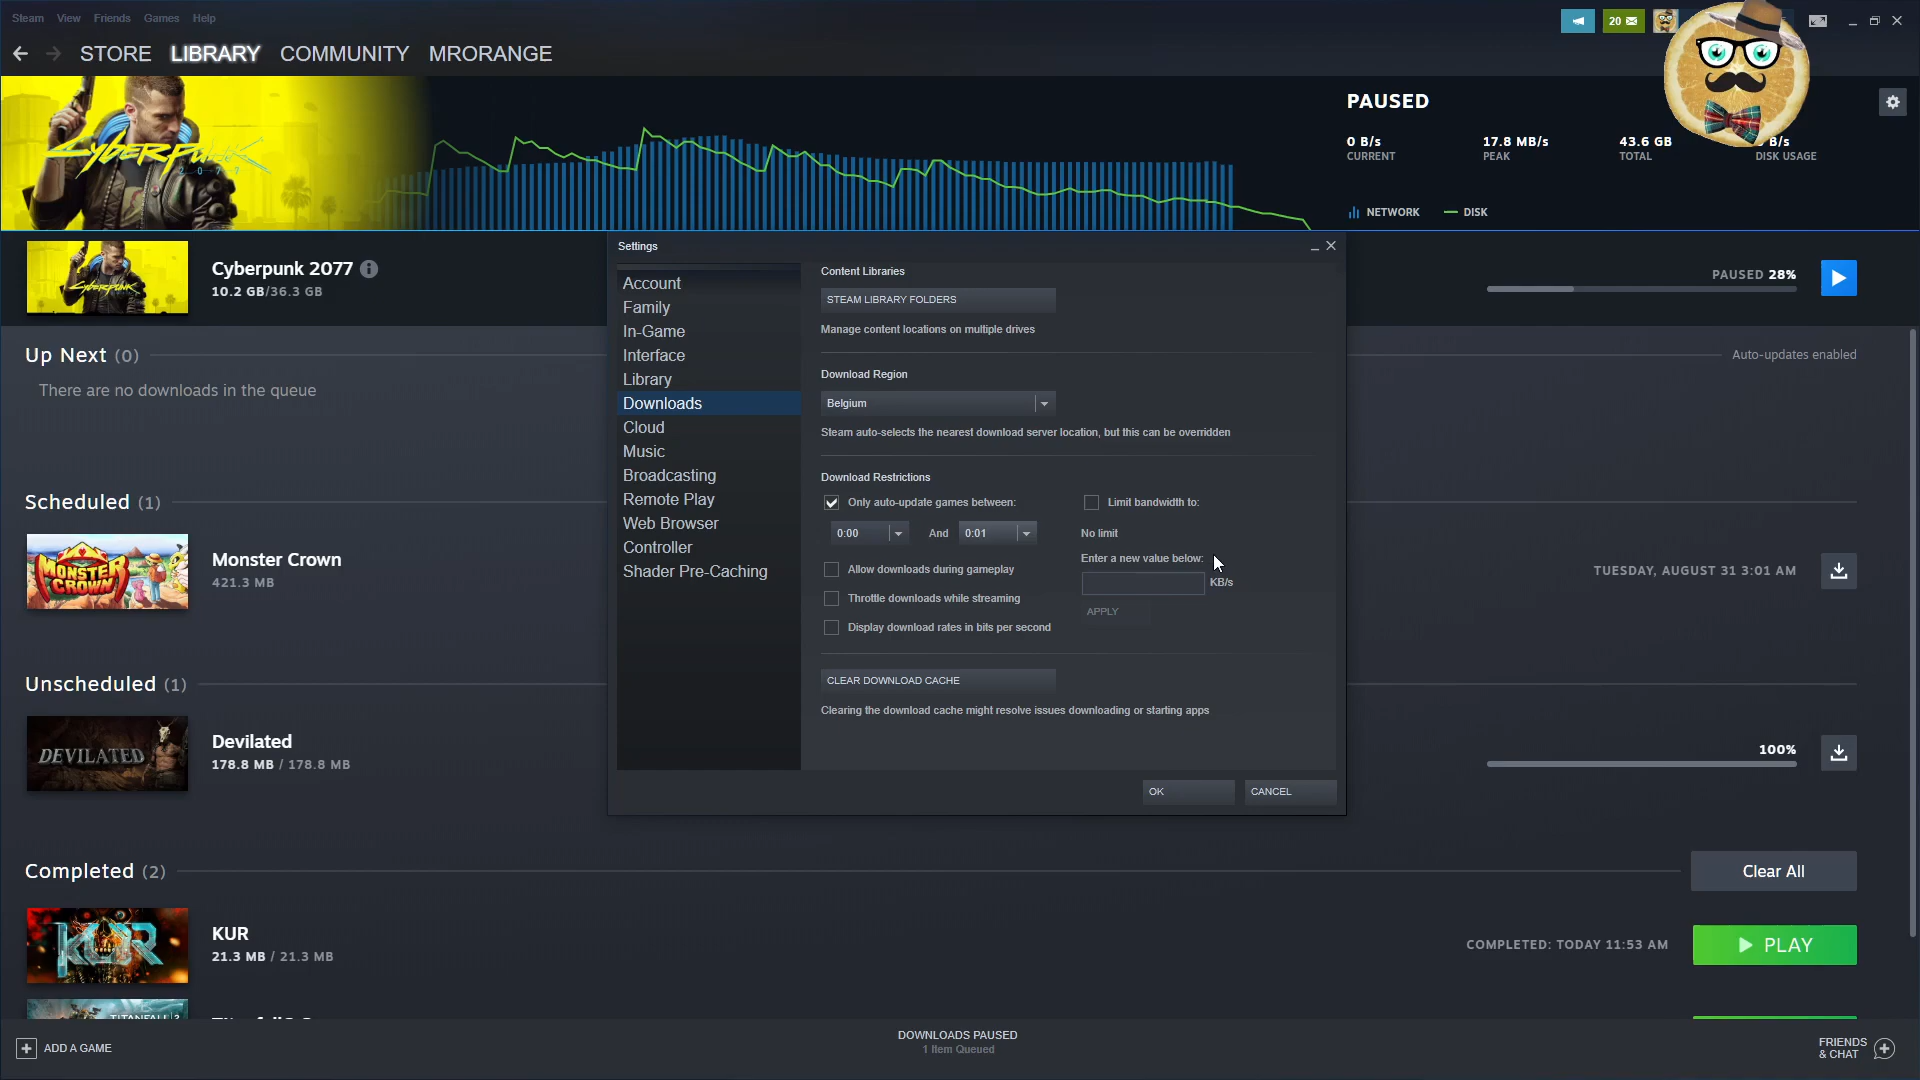 Steam View Friends Games Help
20
STORE LIBRARY COMMUNITY MRORANGE
Cyberpunk
2077
PAUSED
0 B/s
CURRENT
17.8 MB/s
PEAK
43.6 GB
TOTAL
B/s
DISK USAGE
NETWORK
DISK
Cyberpunk 2077
10.2 GB/36.3 GB
PAUSED 28%
Up Next (0)
Auto-updates enabled
There are no downloads in the queue
Scheduled (1)
MONSTER CROWN
Monster Crown
421.3 MB
TUESDAY, AUGUST 31 3:01 AM
Unscheduled (1)
DEVILATED
Devilated
178.8 MB / 178.8 MB
100%
Completed (2)
Clear All
KUR
KUR
21.3 MB / 21.3 MB
COMPLETED: TODAY 11:53 AM
PLAY
Settings
Account
Family
In-Game
Interface
Library
Downloads
Cloud
Music
Broadcasting
Remote Play
Web Browser
Controller
Shader Pre-Caching
Content Libraries
STEAM LIBRARY FOLDERS
Manage content locations on multiple drives
Download Region
Belgium
Steam auto-selects the nearest download server location, but this can be overridden
Download Restrictions
Only auto-update games between:
0:00 And 0:01
Allow downloads during gameplay
Throttle downloads while streaming
Display download rates in bits per second
Limit bandwidth to:
No limit
Enter a new value below:
KB/s
APPLY
CLEAR DOWNLOAD CACHE
Clearing the download cache might resolve issues downloading or starting apps
OK CANCEL
ADD A GAME
DOWNLOADS PAUSED
1 Item Queued
FRIENDS
& CHAT